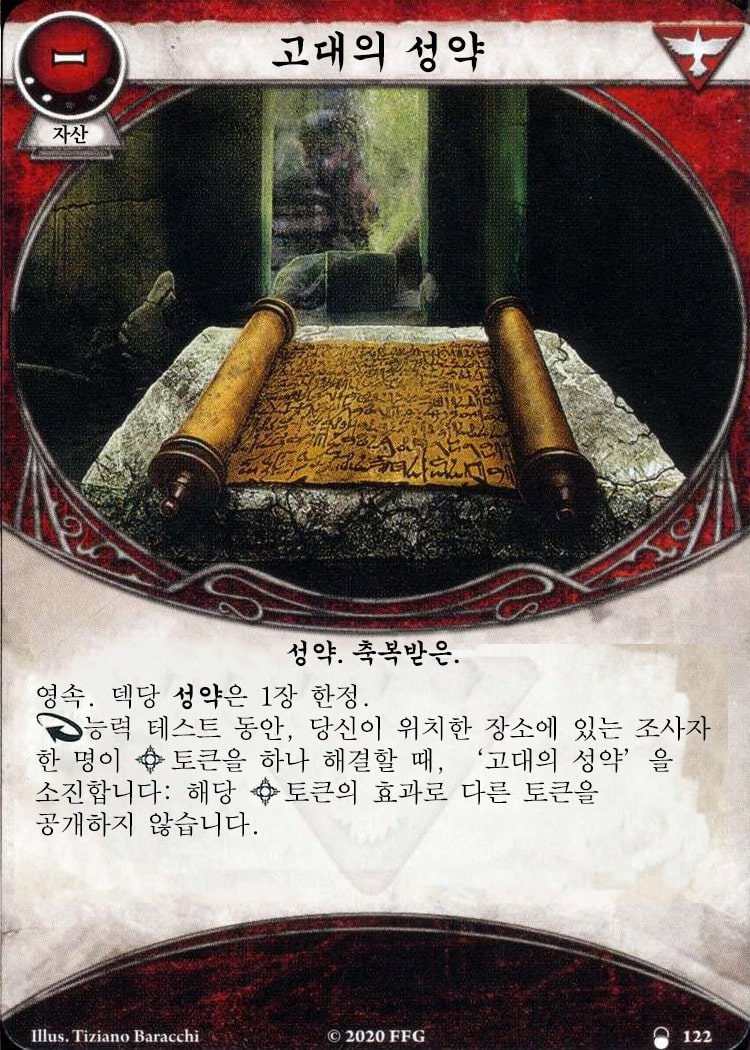 고대의 성약
자산
성약. 축복받은.
영속. 덱당 성약은 1장 한정.
능력 테스트 동안, 당신이 위치한 장소에 있는 조사자
한 명이 토큰을 하나 해결할 때, ‘고대의 성약’ 을
소진합니다: 해당 토큰의 효과로 다른 토큰을
공개하지 않습니다.
Illus. Tiziano Baracchi
© 2020 FFG
122